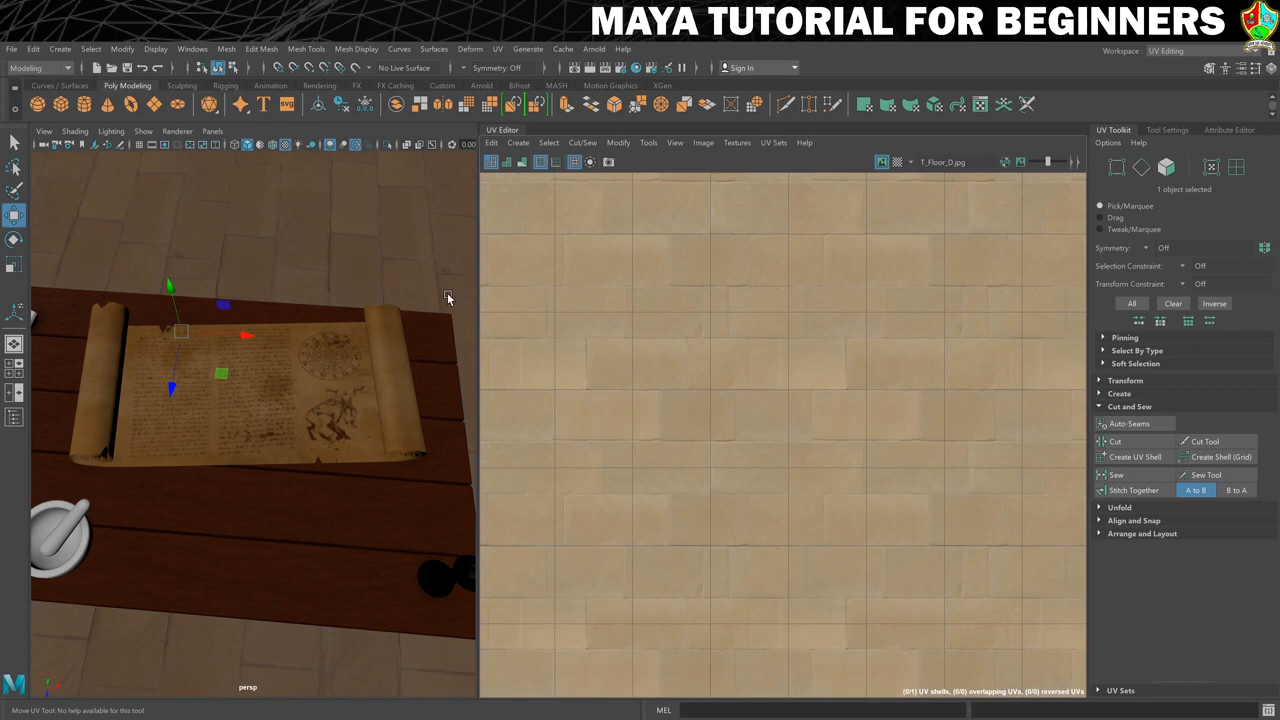 MAYA TUTORIAL FOR BEGINNERS
File Edit Create Select Modify Display Windows Mesh Edit Mesh Mesh Tools Mesh Display Curves Surfaces Deform UV Generate Cache Arnold Help
Workspace : UV Editing
Modeling No Live Surface Symmetry: Off Sign In
Curves / Surfaces Poly Modeling Sculpting Rigging Animation Rendering FX FX Caching Custom Arnold Bifrost MASH Motion Graphics XGen
View Shading Lighting Show Renderer Panels
0.00
UV Editor
Edit Create Select Cut/Sew Modify Tools View Image Textures UV Sets Help
T_Floor_D.jpg
UV Toolkit Tool Settings Attribute Editor
Options Help
1 object selected
Pick/Marquee
Drag
Tweak/Marquee
Symmetry: Off
Selection Constraint: Off
Transform Constraint: Off
All Clear Inverse
Pinning
Select By Type
Soft Selection
Transform
Create
Cut and Sew
Auto-Seams
Cut Cut Tool
Create UV Shell Create Shell (Grid)
Sew Sew Tool
Stitch Together A to B B to A
Unfold
Align and Snap
Arrange and Layout
persp
(0/1) UV shells, (0/0) overlapping UVs, (0/0) reversed UVs
UV Sets
Move UV Tool: No help available for this tool
MEL